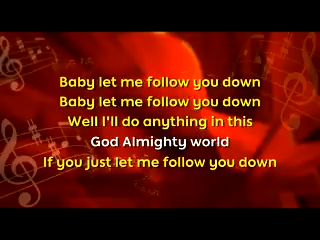 Baby let me follow you down
Baby let me follow you down
Well I'll do anything in this
God Almighty world
If you just let me follow you down